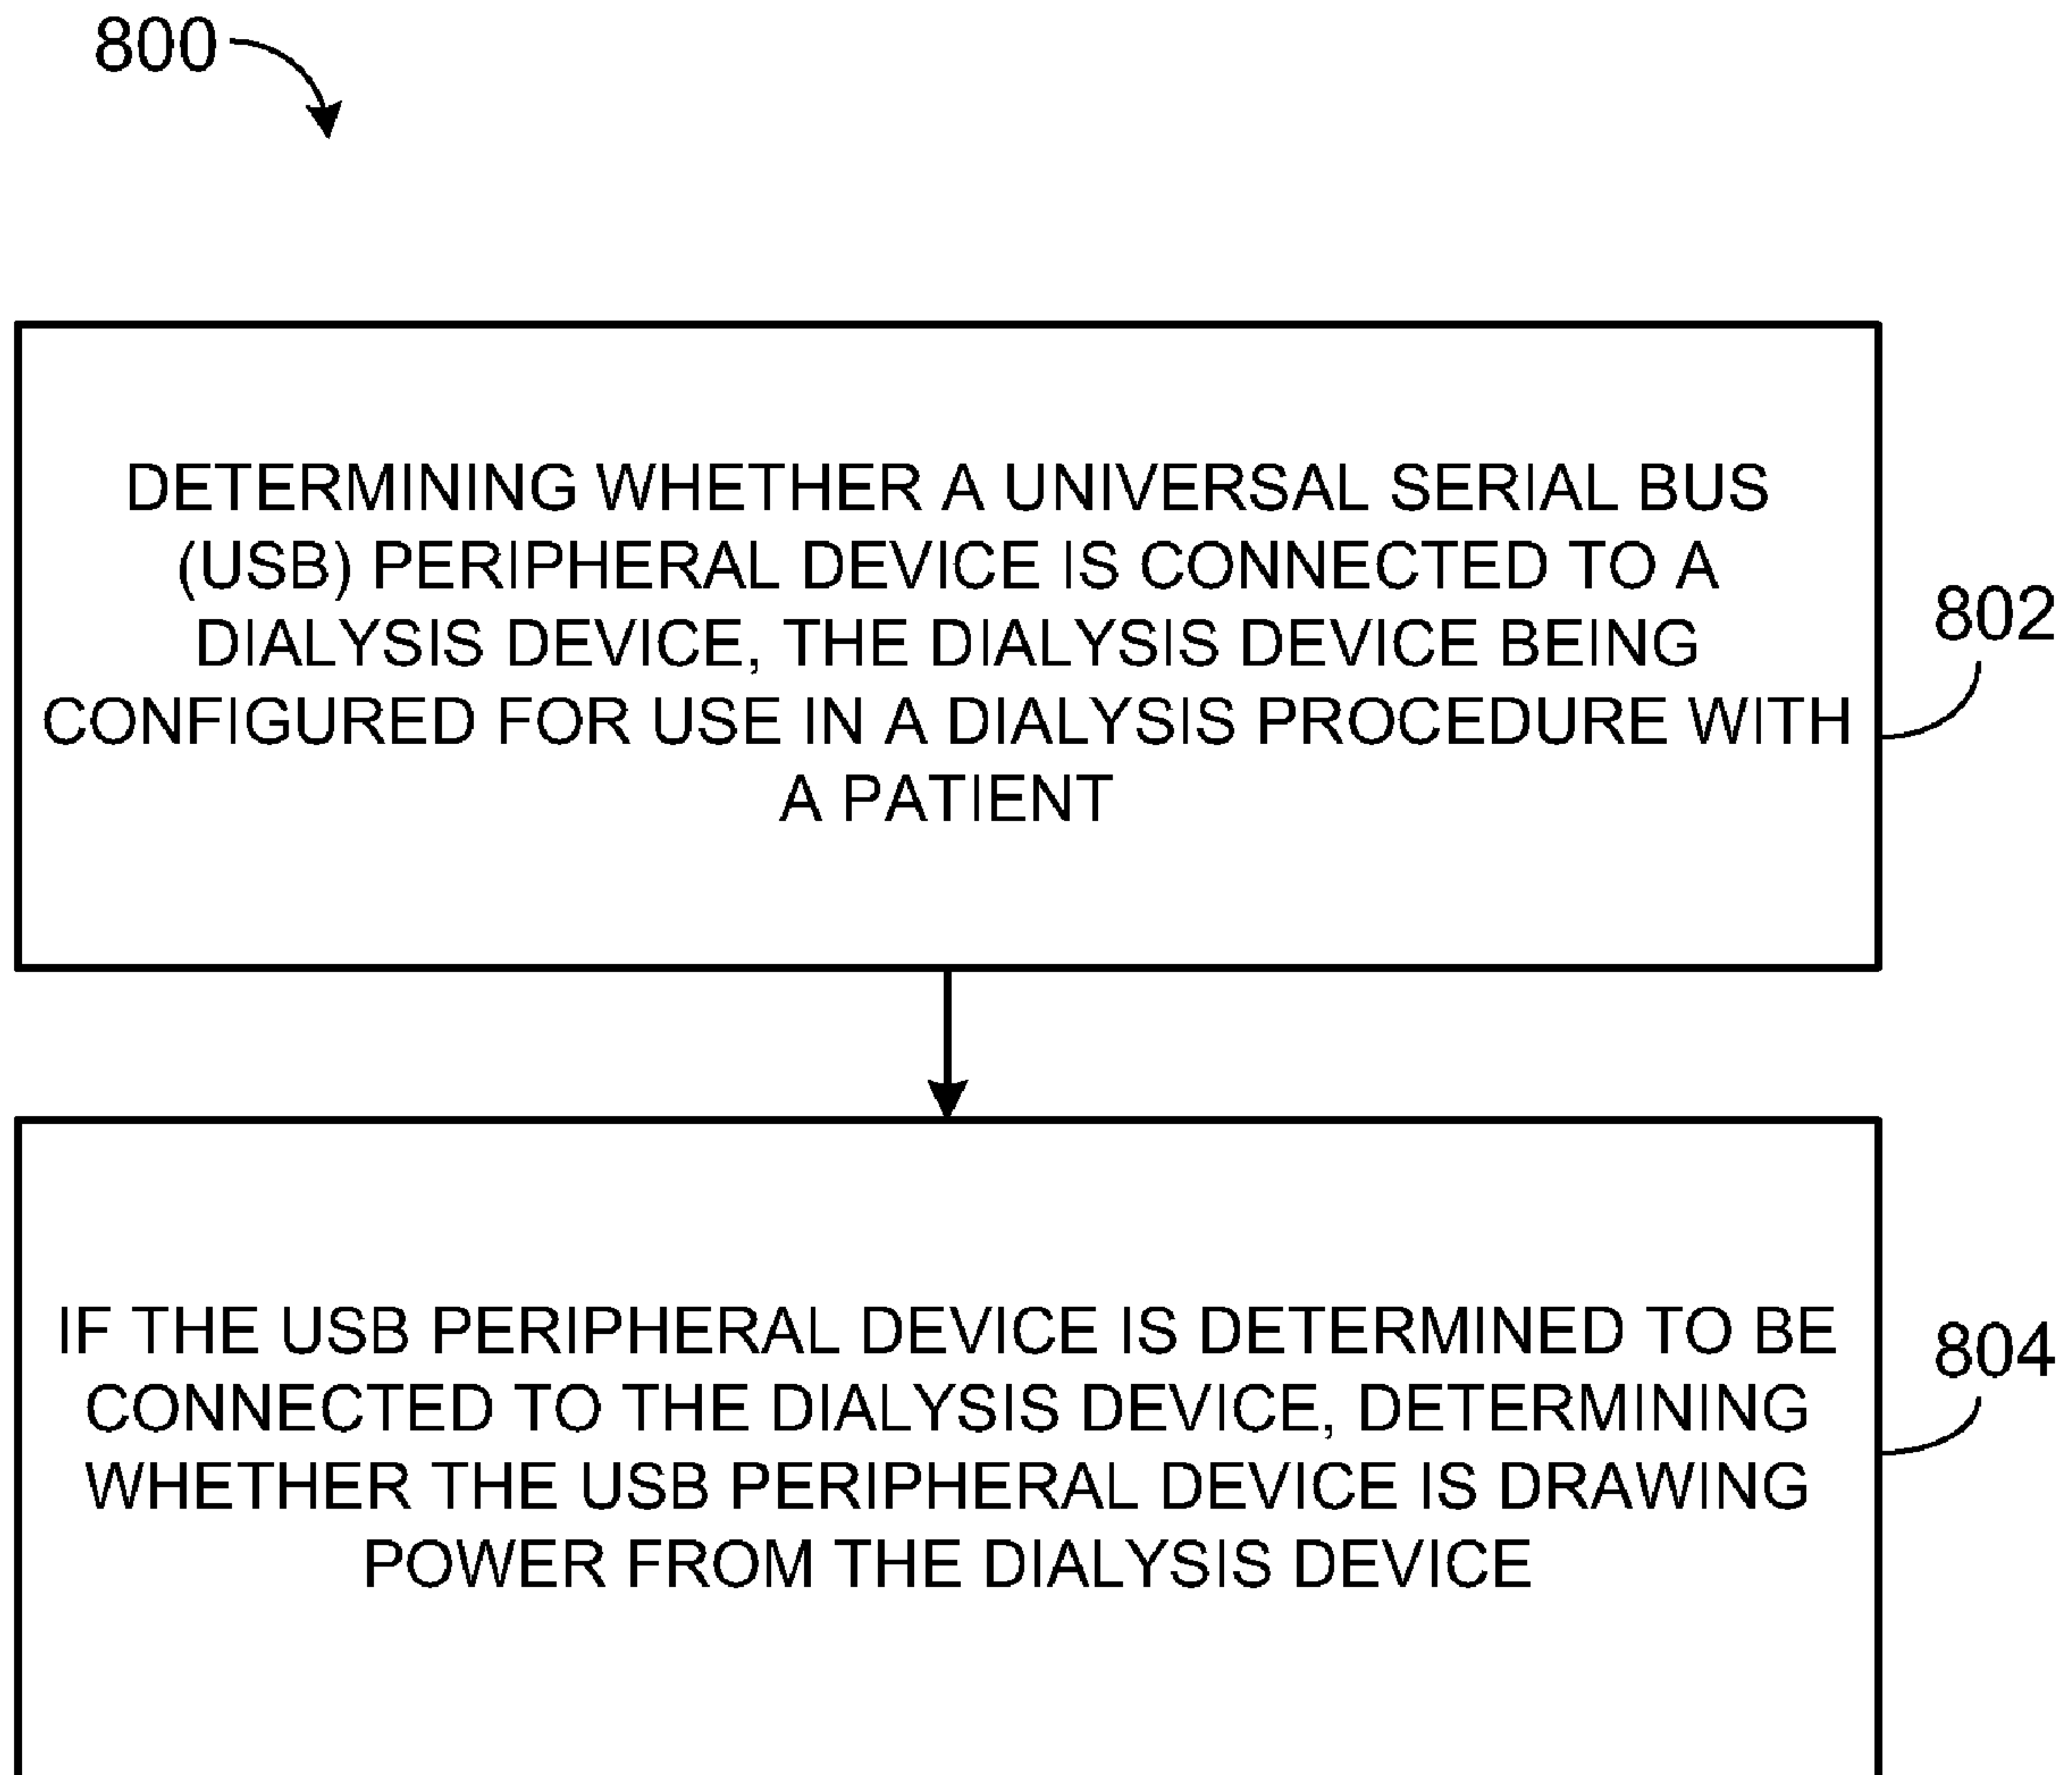 800
DETERMINING WHETHER A UNIVERSAL SERIAL BUS
(USB) PERIPHERAL DEVICE IS CONNECTED TO A
DIALYSIS DEVICE, THE DIALYSIS DEVICE BEING
CONFIGURED FOR USE IN A DIALYSIS PROCEDURE WITH
A PATIENT
802
IF THE USB PERIPHERAL DEVICE IS DETERMINED TO BE
CONNECTED TO THE DIALYSIS DEVICE, DETERMINING
WHETHER THE USB PERIPHERAL DEVICE IS DRAWING
POWER FROM THE DIALYSIS DEVICE
804